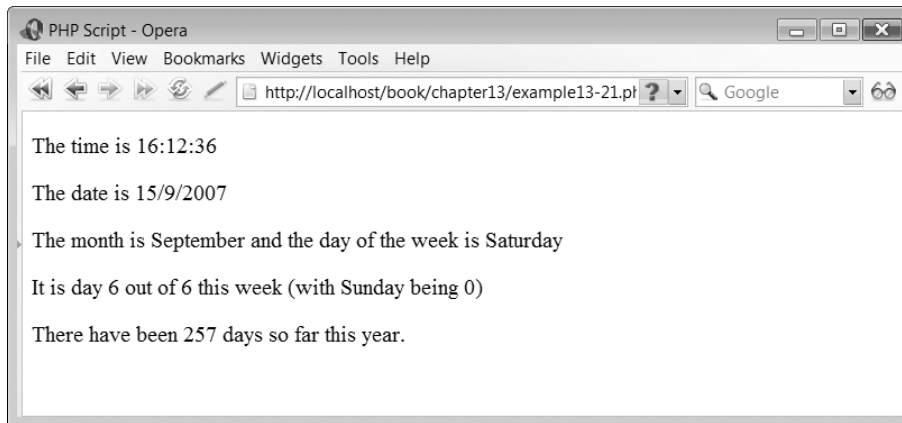 PHP Script - Opera
File Edit View Bookmarks Widgets Tools Help
http://localhost/book/chapter13/example13-21.ph ? Google
The time is 16:12:36
The date is 15/9/2007
The month is September and the day of the week is Saturday
It is day 6 out of 6 this week (with Sunday being 0)
There have been 257 days so far this year.